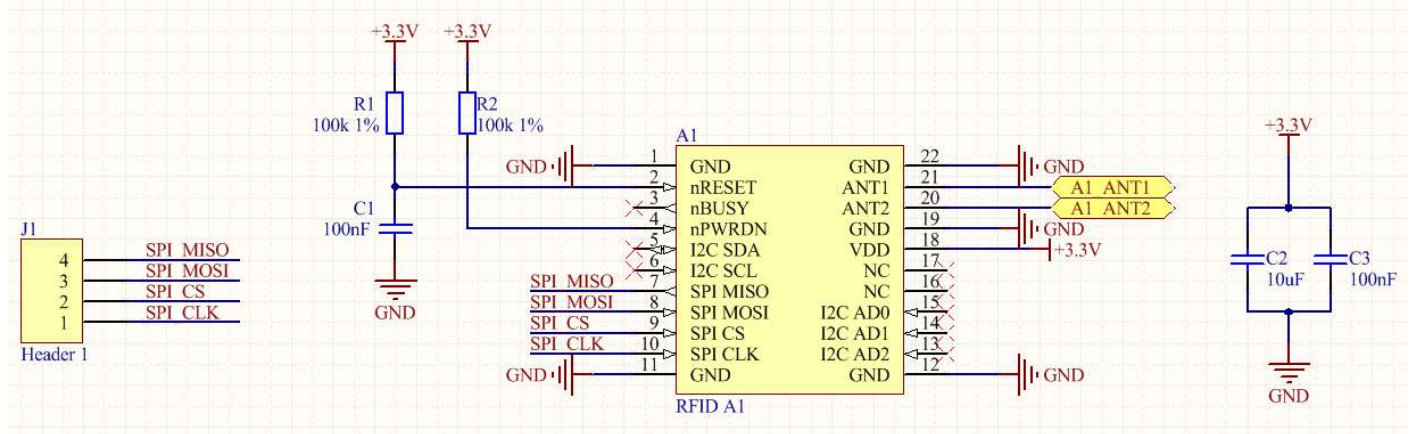 +3.3V +3.3V
R1
100k 1%
R2
100k 1%
C1
100nF
GND
J1
4 SPI_MISO
3 SPI_MOSI
2 SPI_CS
1 SPI_CLK
Header 1
A1
GND 1 GND GND 22 GND
2 nRESET ANT1 21 A1_ANT1
3 nBUSY ANT2 20 A1_ANT2
4 nPWRDN GND 19 GND
5 I2C SDA VDD 18 +3.3V
6 I2C SCL NC 17
SPI_MISO 7 SPI MISO NC 16
SPI_MOSI 8 SPI MOSI I2C AD0 15
SPI_CS 9 SPI CS I2C AD1 14
SPI_CLK 10 SPI CLK I2C AD2 13
GND 11 GND GND 12 GND
RFID A1
+3.3V
C2
10uF
C3
100nF
GND